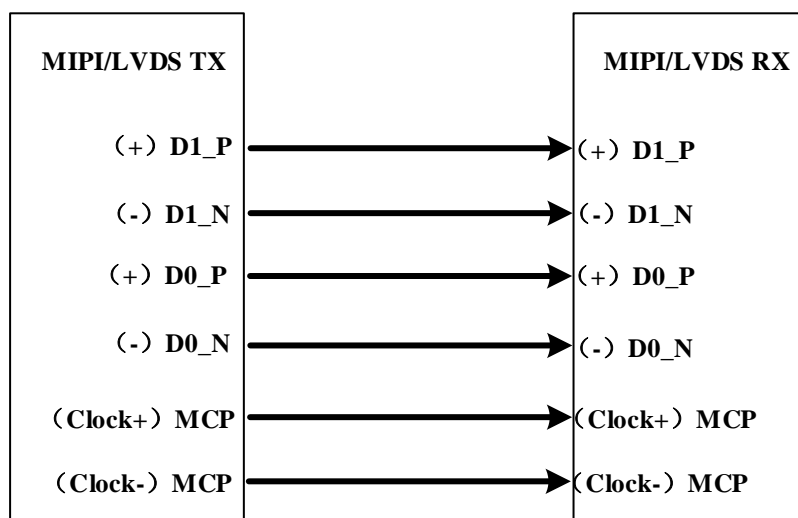 MIPI/LVDS TX MIPI/LVDS RX
（+）D1_P （+）D1_P
（-）D1_N （-）D1_N
（+）D0_P （+）D0_P
（-）D0_N （-）D0_N
（Clock+）MCP （Clock+）MCP
（Clock-）MCP （Clock-）MCP